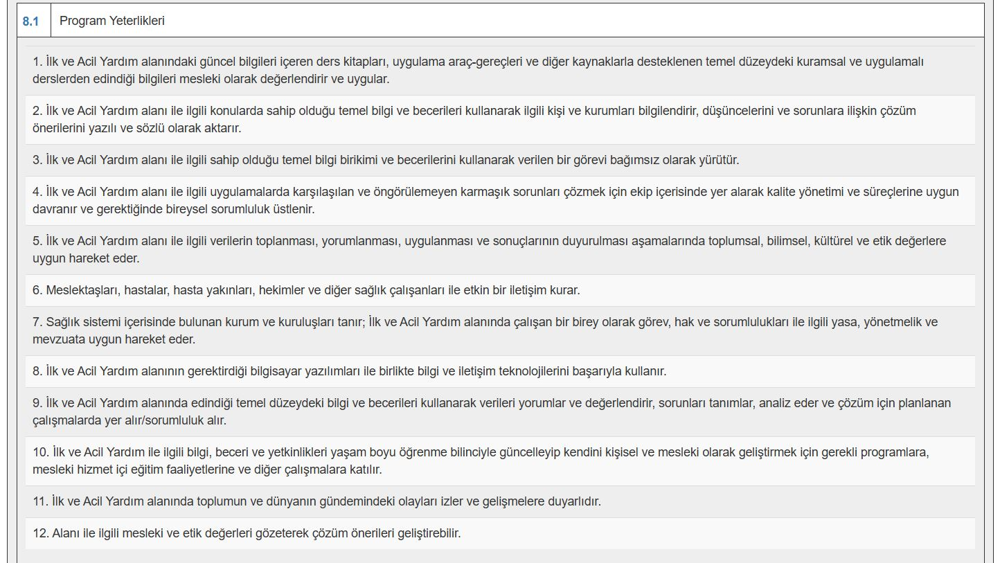 8.1 Program Yeterlikleri
1. İlk ve Acil Yardım alanındaki güncel bilgileri içeren ders kitapları, uygulama araç-gereçleri ve diğer kaynaklarla desteklenen temel düzeydeki kuramsal ve uygulamalı
derslerden edindiği bilgileri mesleki olarak değerlendirir ve uygular.
2. İlk ve Acil Yardım alanı ile ilgili konularda sahip olduğu temel bilgi ve becerileri kullanarak ilgili kişi ve kurumları bilgilendirir, düşüncelerini ve sorunlara ilişkin çözüm
önerilerini yazılı ve sözlü olarak aktarır.
3. İlk ve Acil Yardım alanı ile ilgili sahip olduğu temel bilgi birikimi ve becerilerini kullanarak verilen bir görevi bağımsız olarak yürütür.
4. İlk ve Acil Yardım alanı ile ilgili uygulamalarda karşılaşılan ve öngörülemeyen karmaşık sorunları çözmek için ekip içerisinde yer alarak kalite yönetimi ve süreçlerine uygun
davranır ve gerektiğinde bireysel sorumluluk üstlenir.
5. İlk ve Acil Yardım alanı ile ilgili verilerin toplanması, yorumlanması, uygulanması ve sonuçlarının duyurulması aşamalarında toplumsal, bilimsel, kültürel ve etik değerlere
uygun hareket eder.
6. Meslektaşları, hastalar, hasta yakınları, hekimler ve diğer sağlık çalışanları ile etkin bir iletişim kurar.
7. Sağlık sistemi içerisinde bulunan kurum ve kuruluşları tanır; İlk ve Acil Yardım alanında çalışan bir birey olarak görev, hak ve sorumlulukları ile ilgili yasa, yönetmelik ve
mevzuata uygun hareket eder.
8. İlk ve Acil Yardım alanının gerektirdiği bilgisayar yazılımları ile birlikte bilgi ve iletişim teknolojilerini başarıyla kullanır.
9. İlk ve Acil Yardım alanında edindiği temel düzeydeki bilgi ve becerileri kullanarak verileri yorumlar ve değerlendirir, sorunları tanımlar, analiz eder ve çözüm için planlanan
çalışmalarda yer alır/sorumluluk alır.
10. İlk ve Acil Yardım ile ilgili bilgi, beceri ve yetkinlikleri yaşam boyu öğrenme bilinciyle güncelleyip kendini kişisel ve mesleki olarak geliştirmek için gerekli programlara,
mesleki hizmet içi eğitim faaliyetlerine ve diğer çalışmalara katılır.
11. İlk ve Acil Yardım alanında toplumun ve dünyanın gündemindeki olayları izler ve gelişmelere duyarlıdır.
12. Alanı ile ilgili mesleki ve etik değerleri gözeterek çözüm önerileri geliştirebilir.